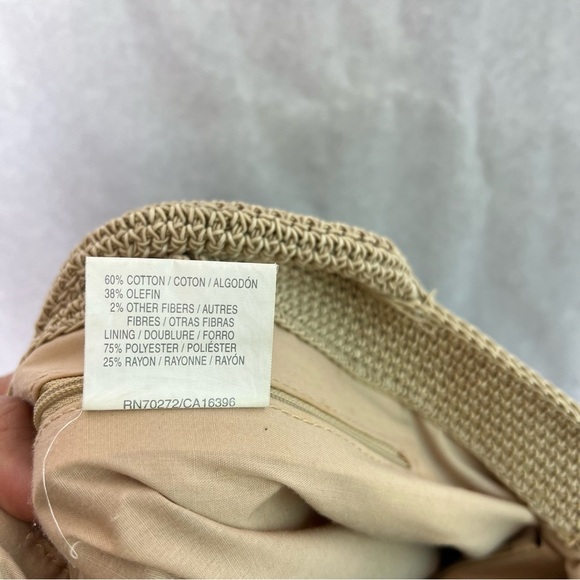 60% COTTON / COTON / ALGODÓN
38% OLEFIN
2% OTHER FIBERS / AUTRES
FIBRES / OTRAS FIBRAS
LINING / DOUBLURE / FORRO
75% POLYESTER / POLIÉSTER
25% RAYON / RAYONNE / RAYÓN
RN70272/CA16396